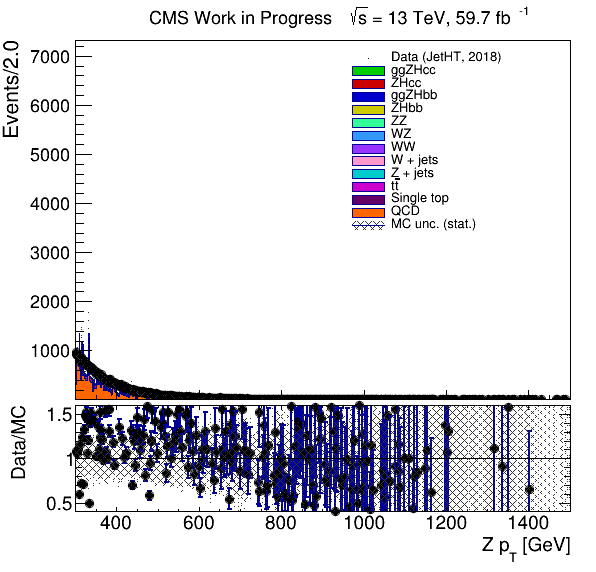 CMS Work in Progress √s = 13 TeV, 59.7 fb⁻¹
Events/2.0
7000
6000
5000
4000
3000
2000
1000
Data (JetHT, 2018)
ggZHcc
ZHcc
ggZHbb
ZHbb
ZZ
WZ
WW
W + jets
Z + jets
tt̅
Single top
QCD
MC unc. (stat.)
Data/MC
1.5
1
0.5
400 600 800 1000 1200 1400
Z p_T [GeV]